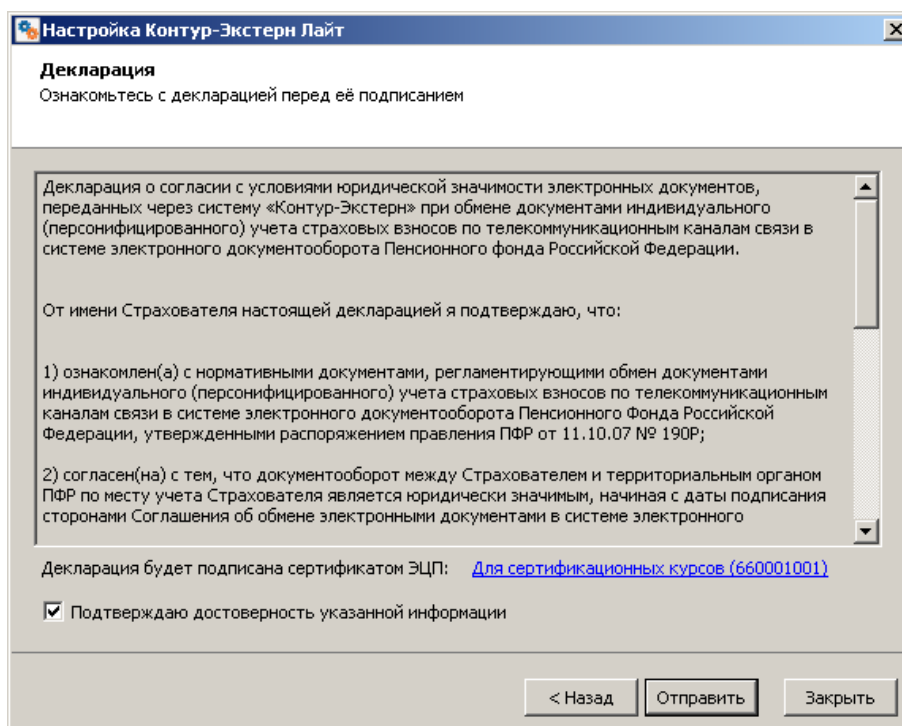 Настройка Контур-Экстерн Лайт
Декларация
Ознакомьтесь с декларацией перед её подписанием
Декларация о согласии с условиями юридической значимости электронных документов,
переданных через систему «Контур-Экстерн» при обмене документами индивидуального
(персонифицированного) учета страховых взносов по телекоммуникационным каналам связи в
системе электронного документооборота Пенсионного фонда Российской Федерации.
От имени Страхователя настоящей декларацией я подтверждаю, что:
1) ознакомлен(а) с нормативными документами, регламентирующими обмен документами
индивидуального (персонифицированного) учета страховых взносов по телекоммуникационным
каналам связи в системе электронного документооборота Пенсионного Фонда Российской
Федерации, утвержденными распоряжением правления ПФР от 11.10.07 № 190Р;
2) согласен(на) с тем, что документооборот между Страхователем и территориальным органом
ПФР по месту учета Страхователя является юридически значимым, начиная с даты подписания
сторонами Соглашения об обмене электронными документами в системе электронного
Декларация будет подписана сертификатом ЭЦП: Для сертификационных курсов (660001001)
Подтверждаю достоверность указанной информации
< Назад Отправить Закрыть